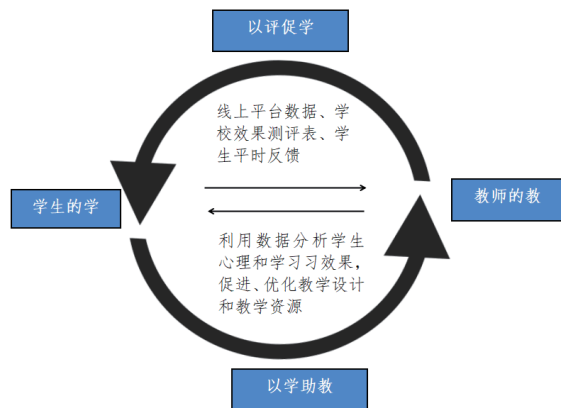 以评促学
线上平台数据、学
校效果测评表、学
生平时反馈
学生的学
教师的教
利用数据分析学生
心理和学习习效果，
促进、优化教学设计
和教学资源
以学助教